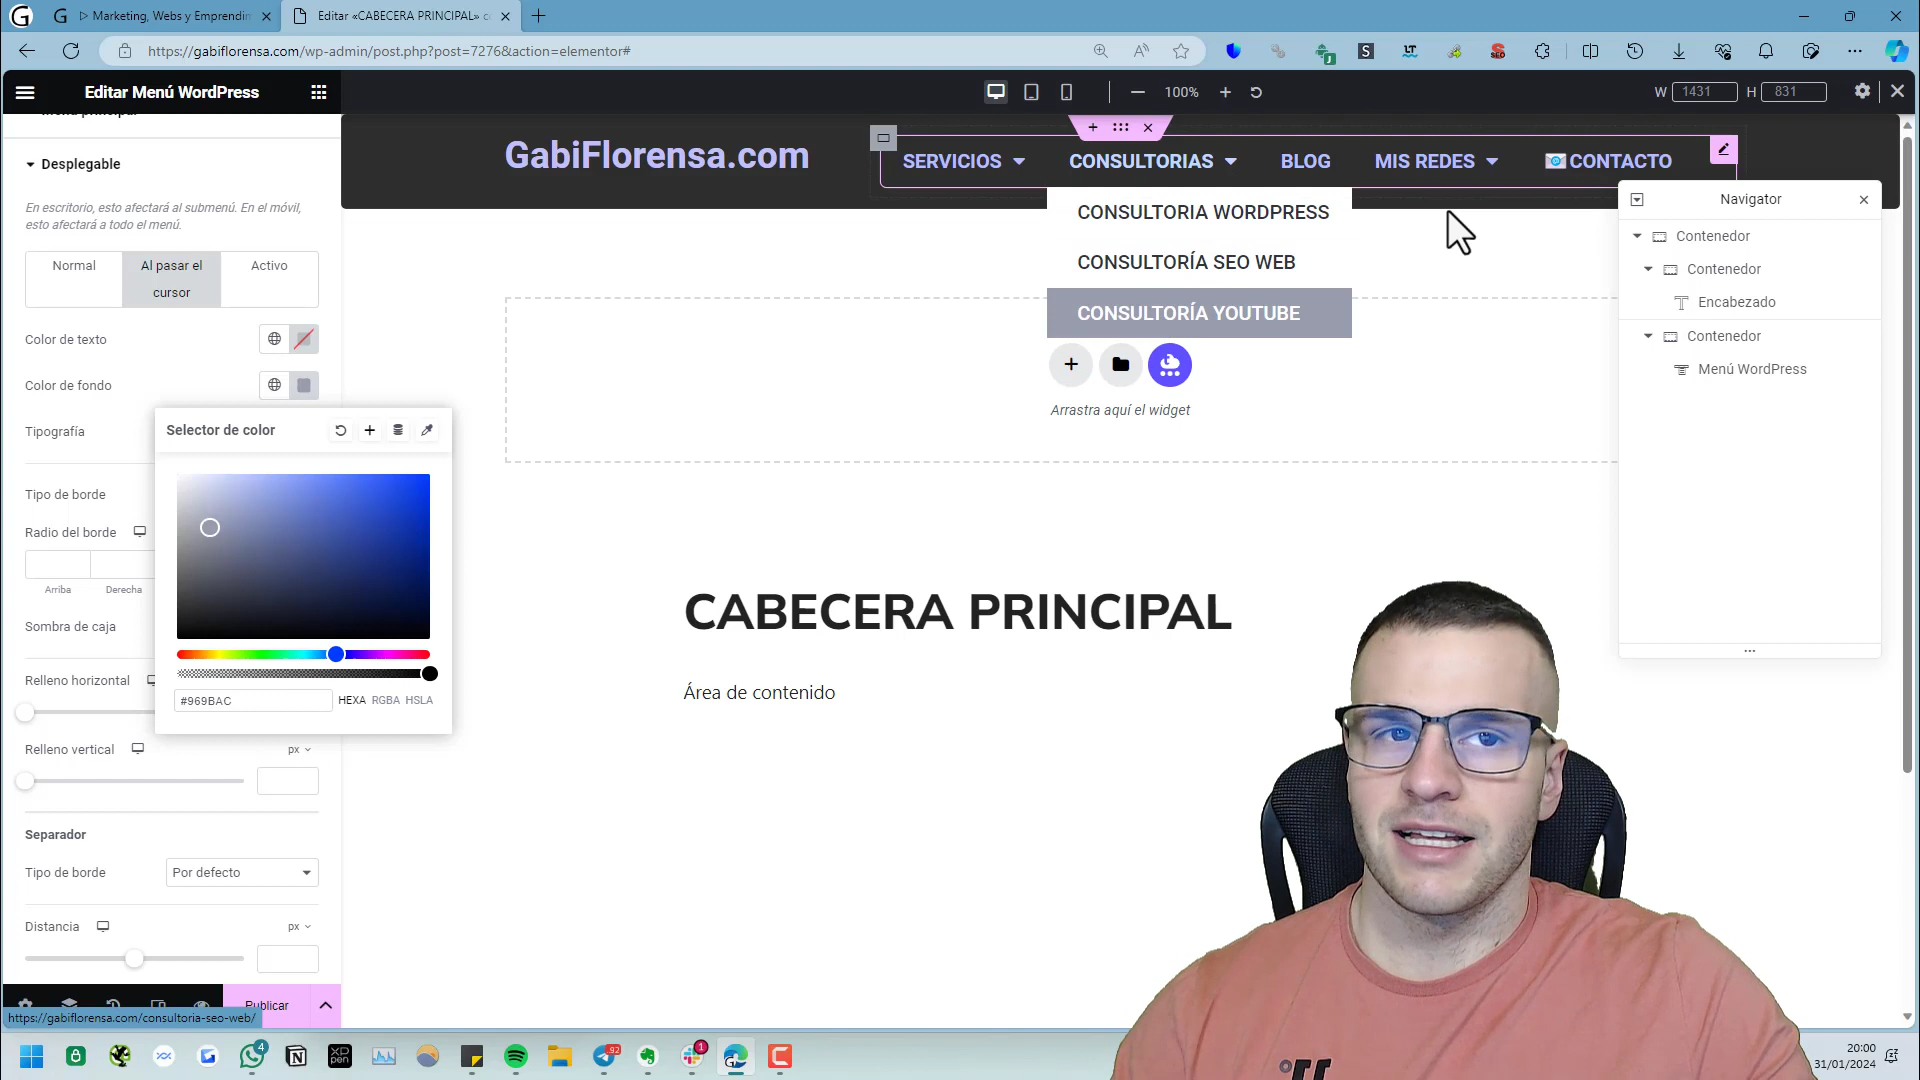 Marketing, Webs y Emprendim
Editar «CABECERA PRINCIPAL» c
https://gabiflorensa.com/wp-admin/post.php?post=7276&action=elementor#
Editar Menú WordPress
100%
W 1431 H 831
Desplegable
En escritorio, esto afectará al submenú. En el móvil,
esto afectará a todo el menú.
Normal
Al pasar el
cursor
Activo
Color de texto
Color de fondo
Tipografía
Tipo de borde
Radio del borde
Arriba
Derecha
Sombra de caja
Relleno horizontal
Relleno vertical
px
Separador
Tipo de borde
Por defecto
Distancia
px
Publicar
https://gabiflorensa.com/consultoria-seo-web/
Selector de color
#969BAC
HEXA RGBA HSLA
GabiFlorensa.com
SERVICIOS
CONSULTORIAS
BLOG
MIS REDES
CONTACTO
CONSULTORIA WORDPRESS
CONSULTORÍA SEO WEB
CONSULTORÍA YOUTUBE
Arrastra aquí el widget
CABECERA PRINCIPAL
Área de contenido
Navigator
Contenedor
Contenedor
Encabezado
Contenedor
Menú WordPress
4
XD
PEN
92
1
20:00
31/01/2024